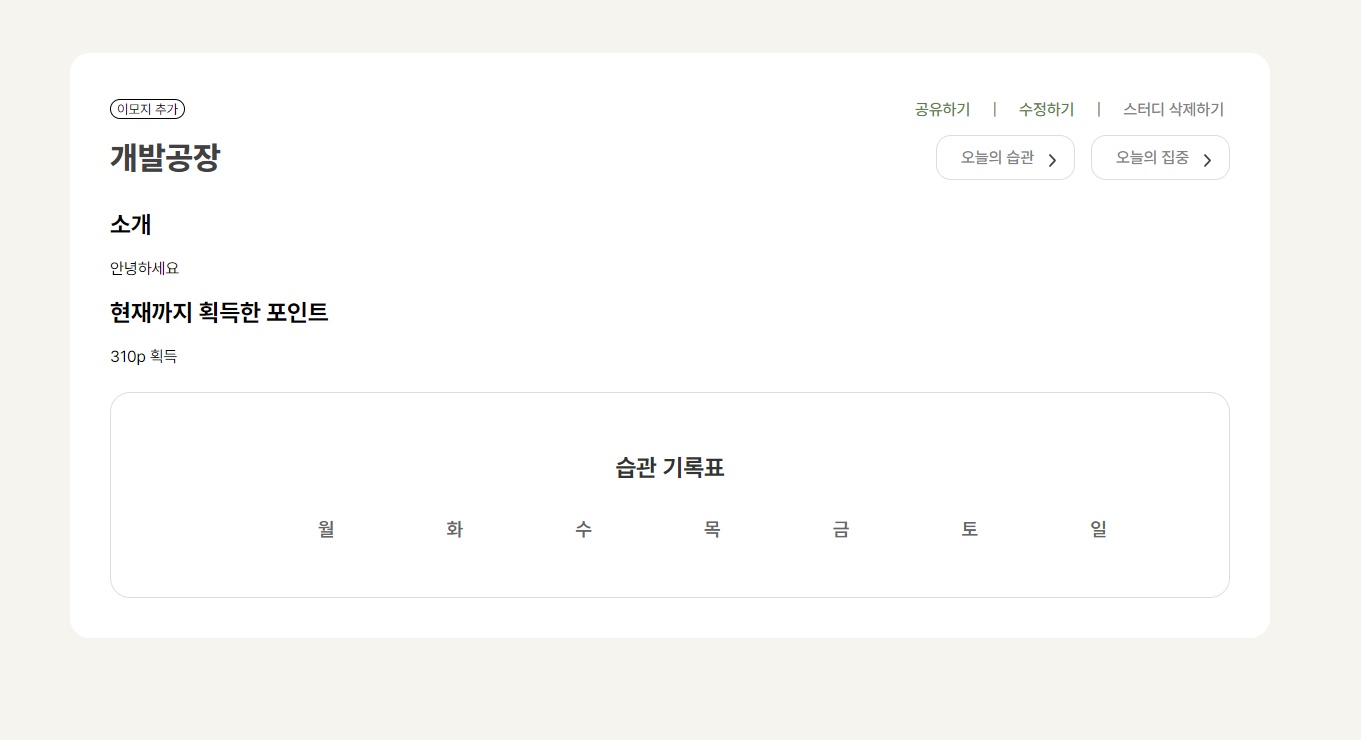 이모지 추가 공유하기 | 수정하기 | 스터디 삭제하기
개발공장 오늘의 습관 오늘의 집중
소개
안녕하세요
현재까지 획득한 포인트
310p 획득
습관 기록표
월 화 수 목 금 토 일